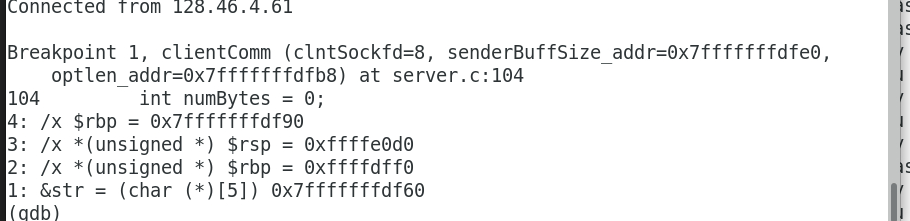 Connected from 128.46.4.61
Breakpoint 1, clientComm (clntSockfd=8, senderBuffSize_addr=0x7fffffffdfe0,
    optlen_addr=0x7fffffffdfb8) at server.c:104
104         int numBytes = 0;
4: /x $rbp = 0x7fffffffdf90
3: /x *(unsigned *) $rsp = 0xffffe0d0
2: /x *(unsigned *) $rbp = 0xffffdff0
1: &str = (char (*)[5]) 0x7fffffffdf60
(gdb)